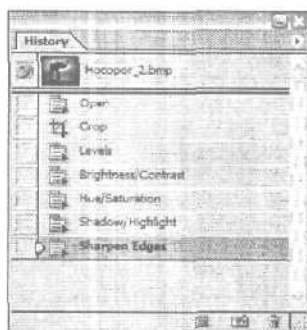 History
Hocopor_2.bmp
Open
Crop
Levels
Brightness/Contrast
Hue/Saturation
Shadow/Highlight
Sharpen Edges